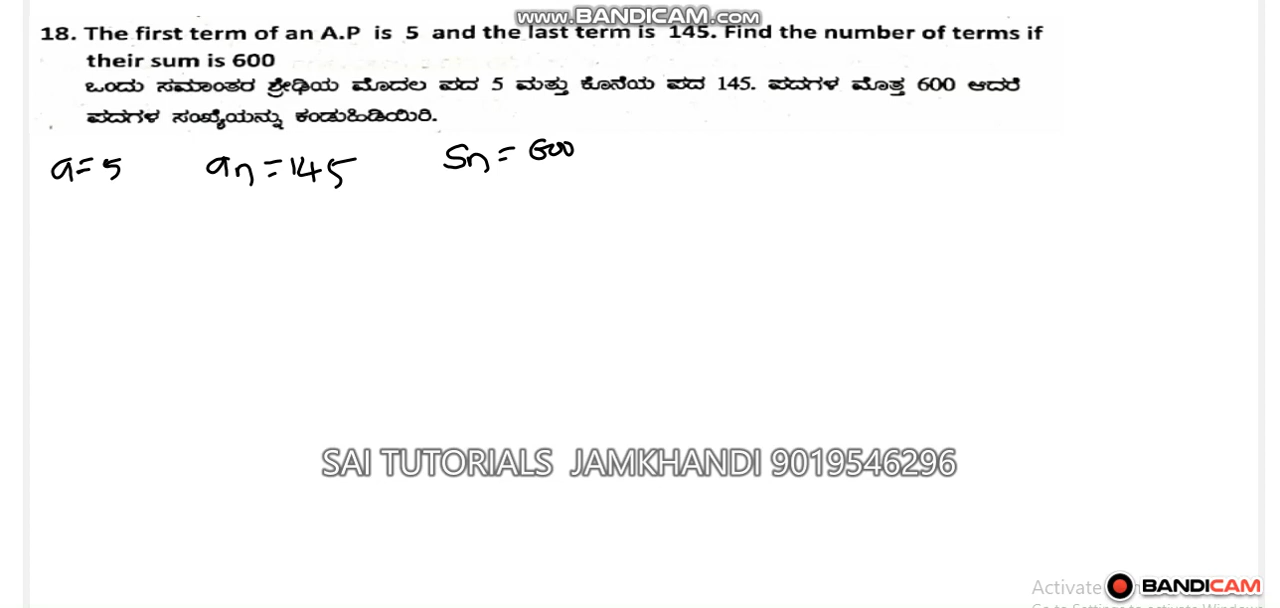 www.BANDICAM.com
18. The first term of an A.P is 5 and the last term is 145. Find the number of terms if
their sum is 600
ಒಂದು ಸಮಾಂತರ ಶ್ರೇಢಿಯ ಮೊದಲ ಪದ 5 ಮತ್ತು ಕೊನೆಯ ಪದ 145. ಪದಗಳ ಮೊತ್ತ 600 ಆದರೆ
ಪದಗಳ ಸಂಖ್ಯೆಯನ್ನು ಕಂಡುಹಿಡಿಯಿರಿ.
a=5 an=145 Sn=600
SAI TUTORIALS JAMKHANDI 9019546296
Activate BANDICAM